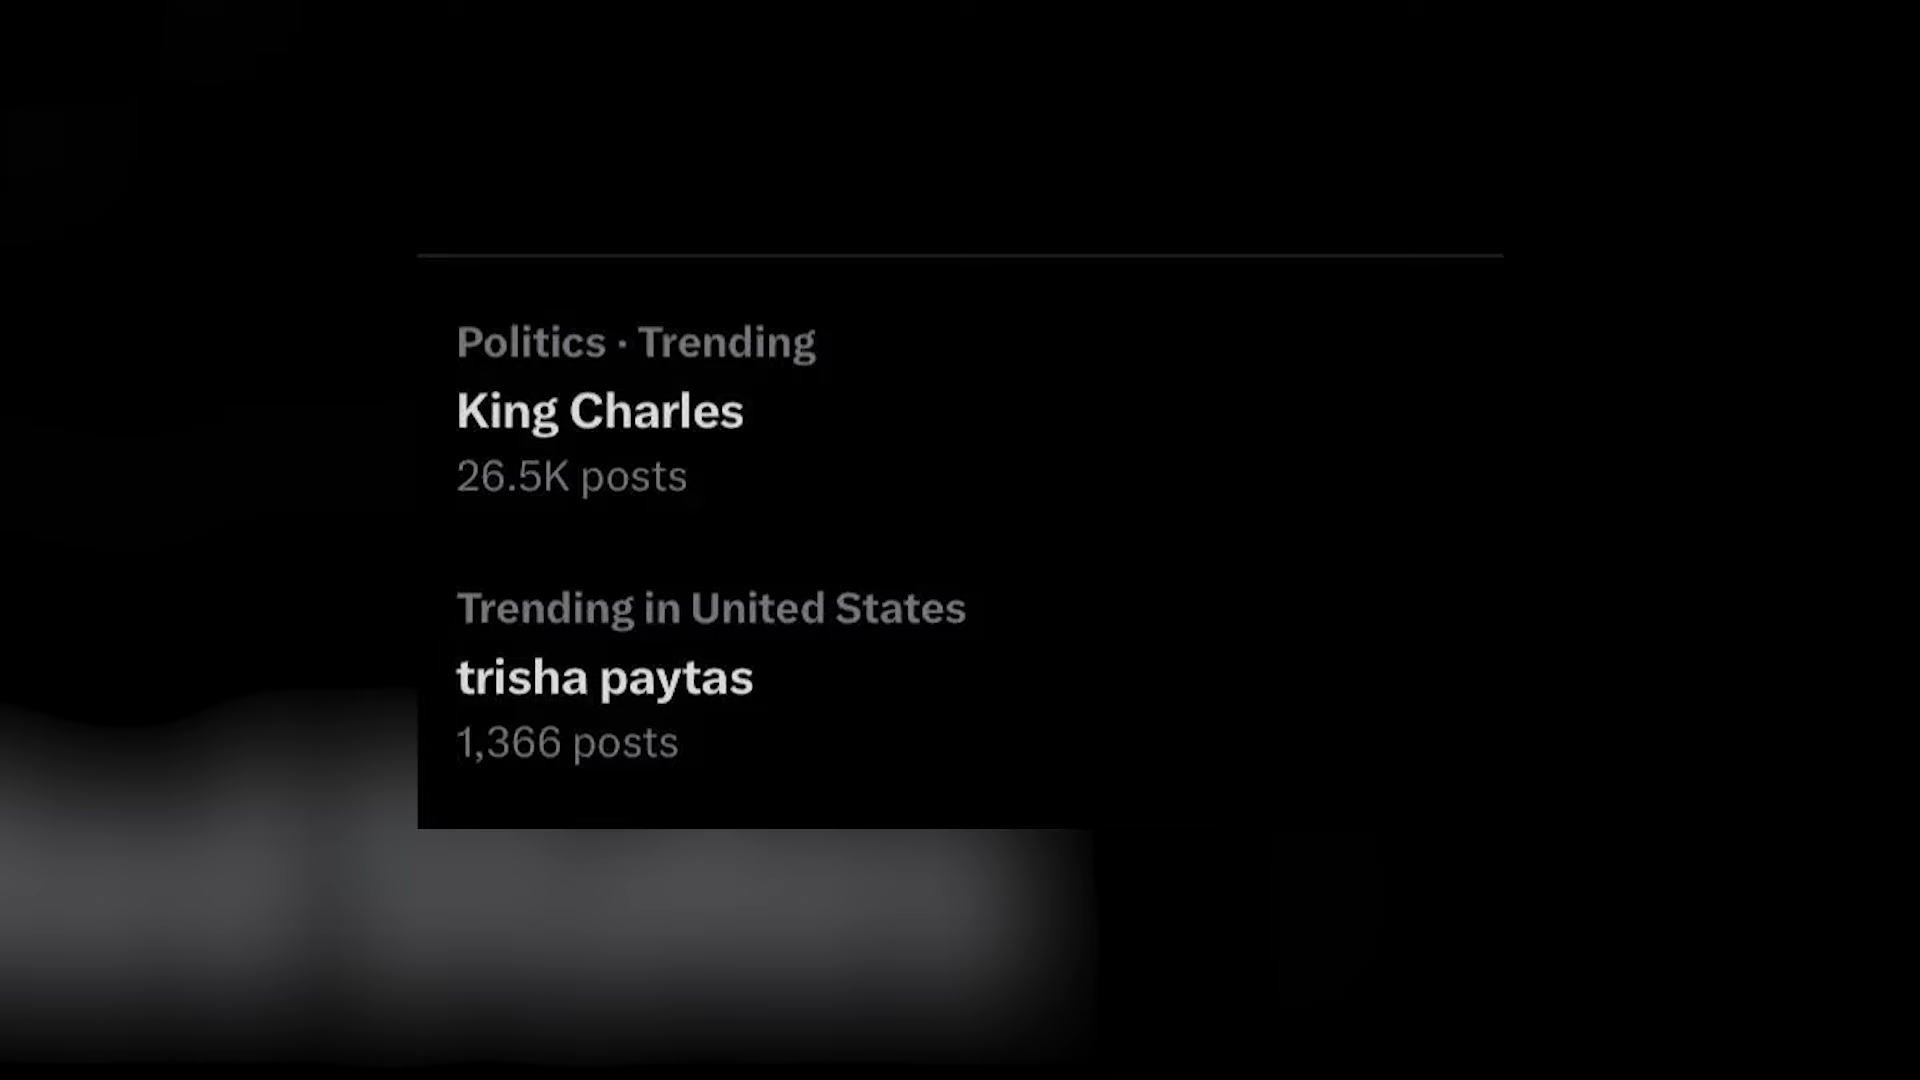 Politics · Trending
King Charles
26.5K posts
Trending in United States
trisha paytas
1,366 posts